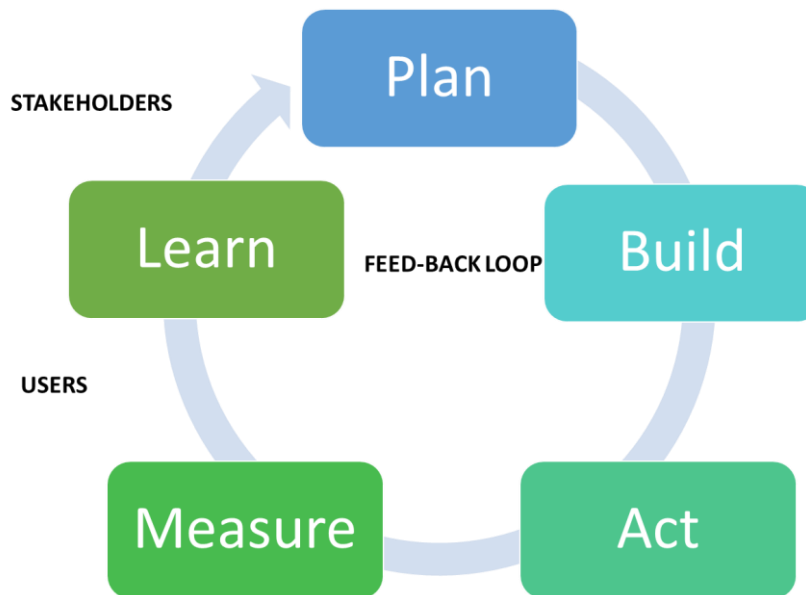 Plan
STAKEHOLDERS
Learn
FEED-BACK LOOP
Build
USERS
Measure
Act